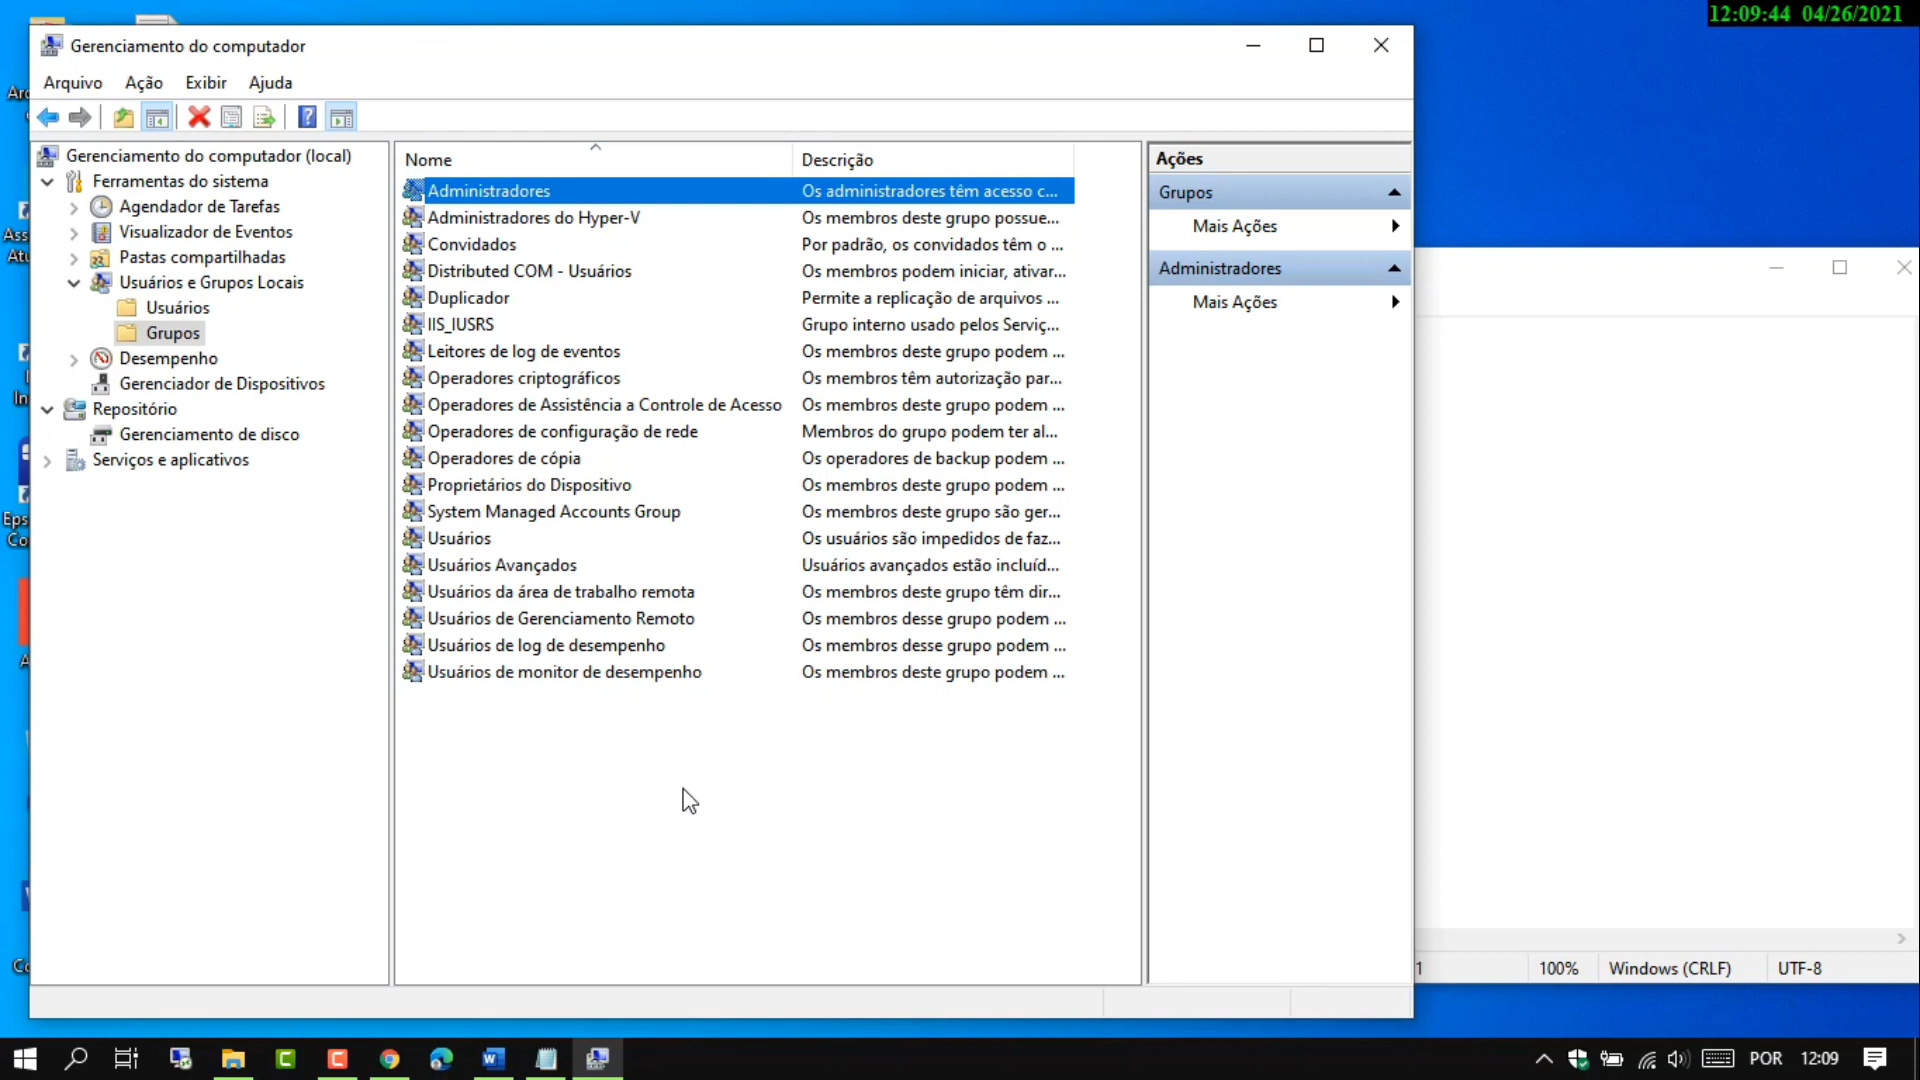 12:09:44 04/26/2021
Gerenciamento do computador
Arquivo Ação Exibir Ajuda
Gerenciamento do computador (local)
Ferramentas do sistema
Agendador de Tarefas
Visualizador de Eventos
Pastas compartilhadas
Usuários e Grupos Locais
Usuários
Grupos
Desempenho
Gerenciador de Dispositivos
Repositório
Gerenciamento de disco
Serviços e aplicativos
Nome Descrição
Administradores Os administradores têm acesso c...
Administradores do Hyper-V Os membros deste grupo possue...
Convidados Por padrão, os convidados têm o ...
Distributed COM - Usuários Os membros podem iniciar, ativar...
Duplicador Permite a replicação de arquivos ...
IIS_IUSRS Grupo interno usado pelos Serviç...
Leitores de log de eventos Os membros deste grupo podem ...
Operadores criptográficos Os membros têm autorização par...
Operadores de Assistência a Controle de Acesso Os membros deste grupo podem ...
Operadores de configuração de rede Membros do grupo podem ter al...
Operadores de cópia Os operadores de backup podem ...
Proprietários do Dispositivo Os membros deste grupo podem ...
System Managed Accounts Group Os membros deste grupo são ger...
Usuários Os usuários são impedidos de faz...
Usuários Avançados Usuários avançados estão incluíd...
Usuários da área de trabalho remota Os membros deste grupo têm dir...
Usuários de Gerenciamento Remoto Os membros desse grupo podem ...
Usuários de log de desempenho Os membros desse grupo podem ...
Usuários de monitor de desempenho Os membros deste grupo podem ...
Ações
Grupos
Mais Ações
Administradores
Mais Ações
1 100% Windows (CRLF) UTF-8
POR 12:09